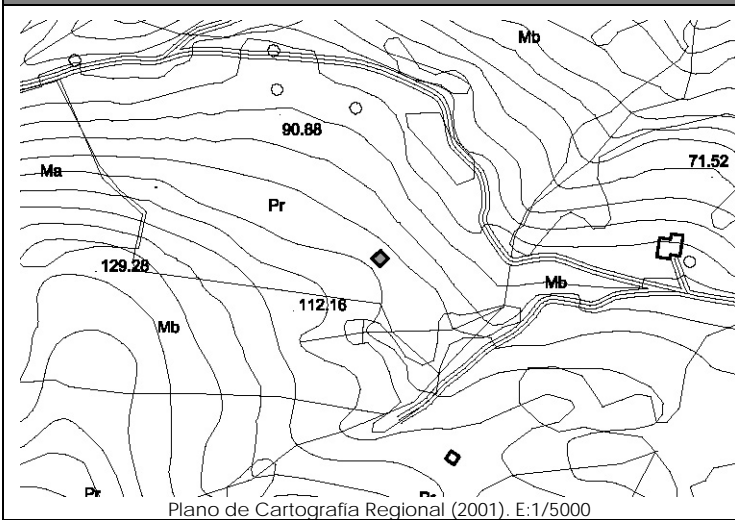 Mb
90.88
71.52
Ma
Pr
129.28
Mb
112.16
Mb
Pr
Pr
Plano de Cartografía Regional (2001). E:1/5000